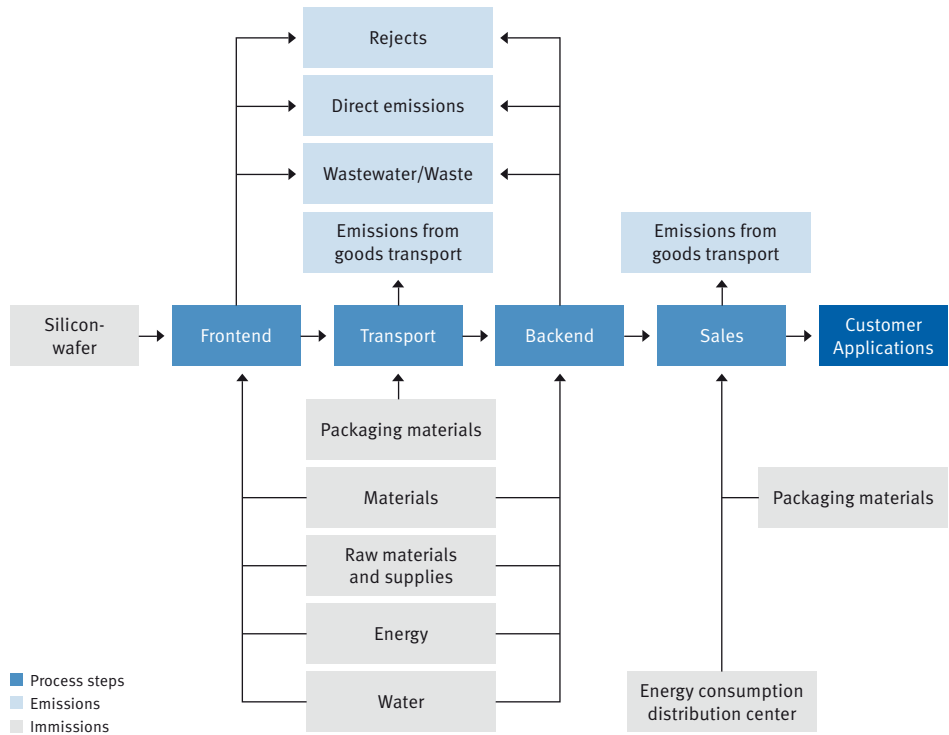 Rejects
Direct emissions
Wastewater/Waste
Emissions from
goods transport
Emissions from
goods transport
Silicon-
wafer
Frontend
Transport
Backend
Sales
Customer
Applications
Packaging materials
Materials
Packaging materials
Raw materials
and supplies
Energy
Water
Energy consumption
distribution center
Process steps
Emissions
Immissions